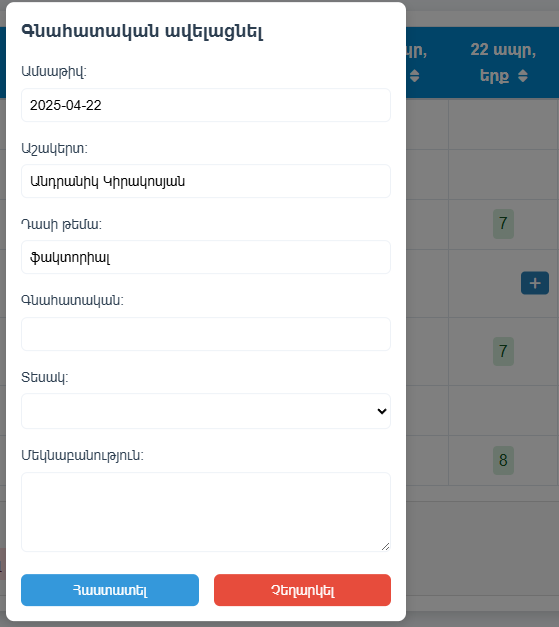 Գնահատական ավելացնել
պր,
22 ապր,
երք
Ամսաթիվ:
2025-04-22
Աշակերտ:
Անդրանիկ Կիրակոսյան
Դասի թեմա:
ֆակտորիալ
7
Գնահատական:
+
7
Տեսակ:
Մեկնաբանություն:
8
Հաստատել
Չեղարկել